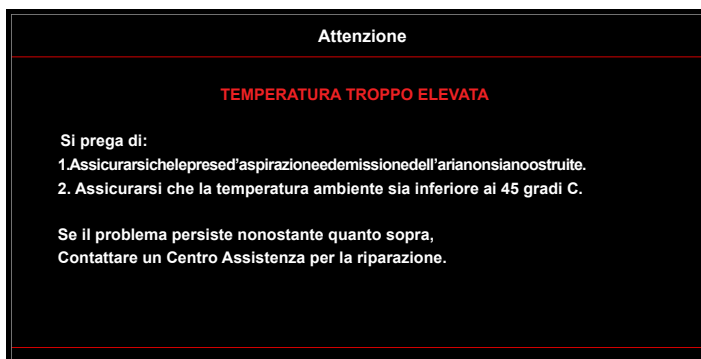 Attenzione
TEMPERATURA TROPPO ELEVATA
Si prega di:
1.Assicurarsichelepresed’aspirazioneedemissionedell’arianonsianoostruite.
2. Assicurarsi che la temperatura ambiente sia inferiore ai 45 gradi C.
Se il problema persiste nonostante quanto sopra,
Contattare un Centro Assistenza per la riparazione.